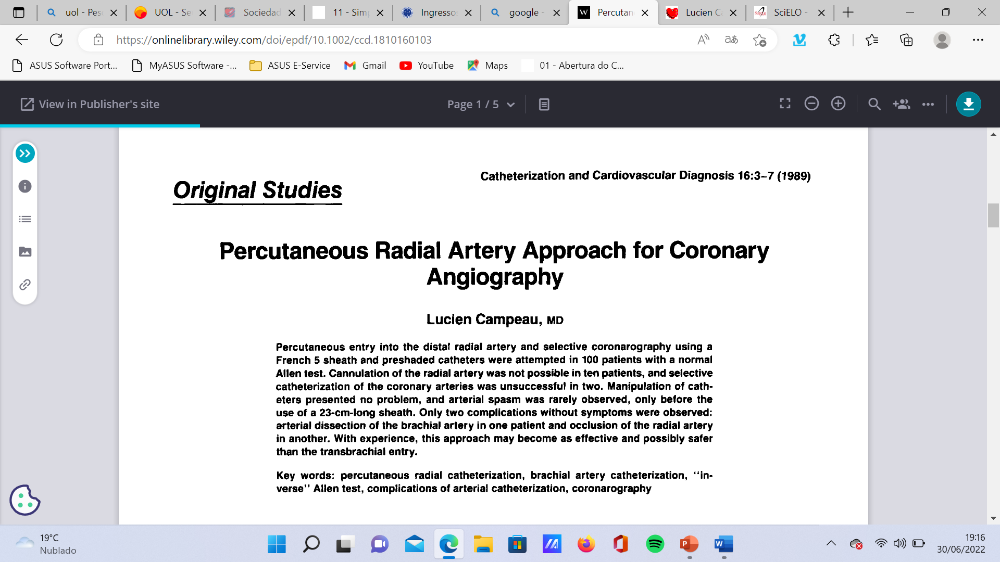 uol - Pes
UOL - Se
Sociedad
11 - Simp
Ingresso
google -
Percutan
Lucien Ca
SciELO -
https://onlinelibrary.wiley.com/doi/epdf/10.1002/ccd.1810160103
ASUS Software Port...
MyASUS Software -...
ASUS E-Service
Gmail
YouTube
Maps
01 - Abertura do C...
View in Publisher's site
Page 1 / 5
Catheterization and Cardiovascular Diagnosis 16:3–7 (1989)
Original Studies
Percutaneous Radial Artery Approach for Coronary
Angiography
Lucien Campeau, MD
Percutaneous entry into the distal radial artery and selective coronarography using a
French 5 sheath and preshaded catheters were attempted in 100 patients with a normal
Allen test. Cannulation of the radial artery was not possible in ten patients, and selective
catheterization of the coronary arteries was unsuccessful in two. Manipulation of cath-
eters presented no problem, and arterial spasm was rarely observed, only before the
use of a 23-cm-long sheath. Only two complications without symptoms were observed:
arterial dissection of the brachial artery in one patient and occlusion of the radial artery
in another. With experience, this approach may become as effective and possibly safer
than the transbrachial entry.
Key words: percutaneous radial catheterization, brachial artery catheterization, ‘‘in-
verse’’ Allen test, complications of arterial catheterization, coronarography
19°C
Nublado
19:16
30/06/2022